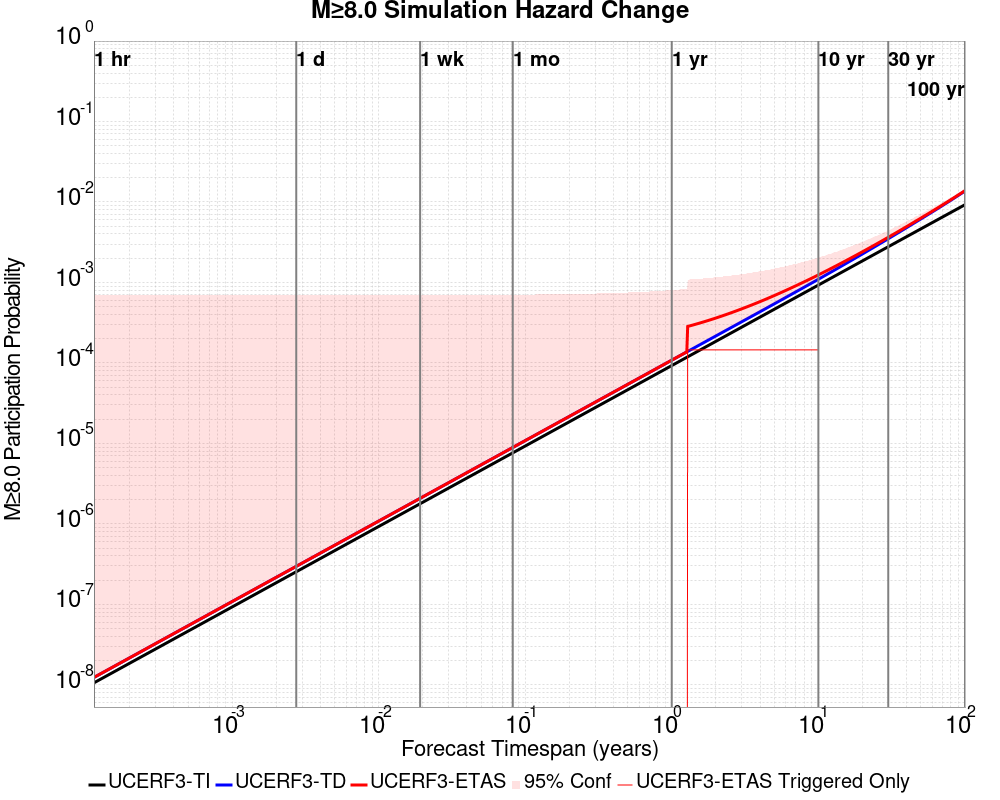 M≥8.0 Simulation Hazard Change
10^0
1 hr 1 d 1 wk 1 mo 1 yr 10 yr 30 yr
100 yr
10^-1
10^-2
10^-3
10^-4
10^-5
10^-6
10^-7
10^-8
M≥8.0 Participation Probability
10^-3 10^-2 10^-1 10^0 10^1 10^2
Forecast Timespan (years)
UCERF3-TI UCERF3-TD UCERF3-ETAS 95% Conf UCERF3-ETAS Triggered Only